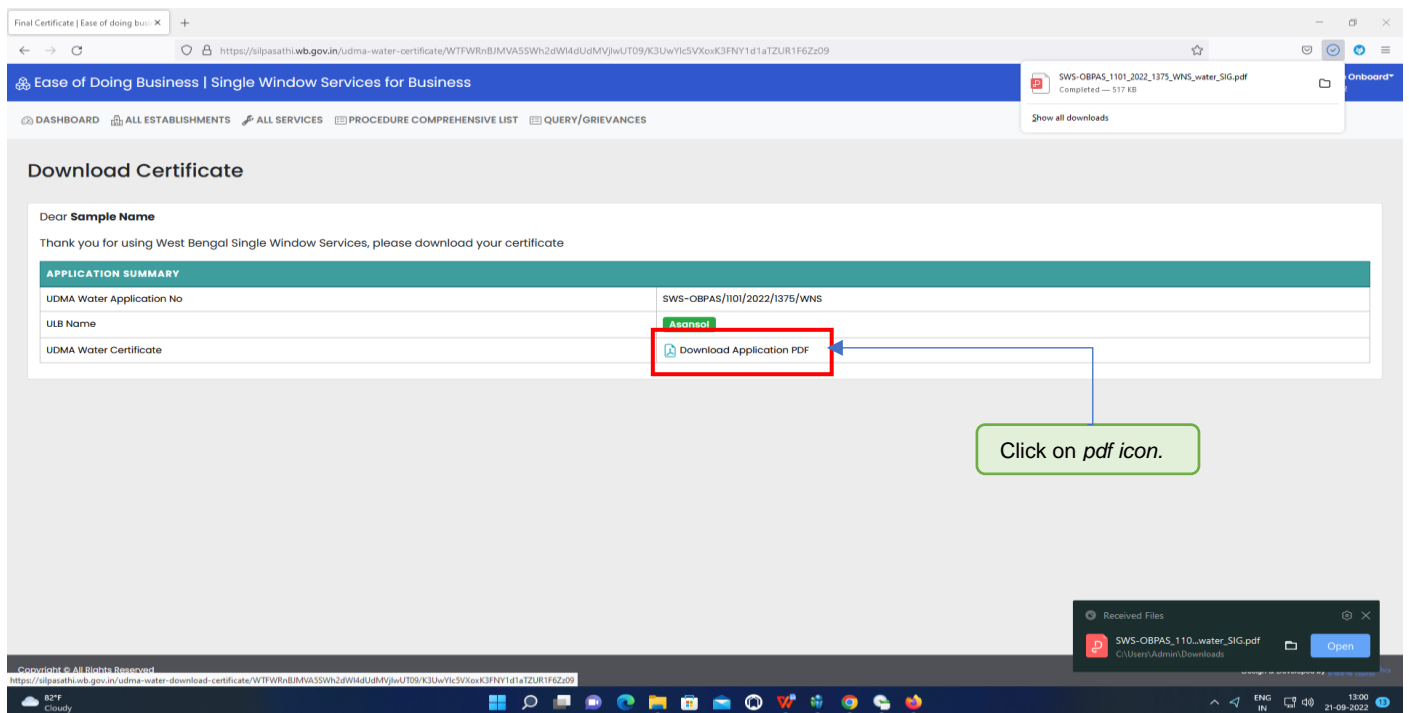 Final Certificate | Ease of doing busi
https://silpasathi.wb.gov.in/udma-water-certificate/WTFWRnBJMVA5SWh2dWl4dUdMVjIwUT09/K3UwYlc5VXoxK3FNY1d1aTZUR1F6Zz09
Ease of Doing Business | Single Window Services for Business
Onboard
SWS-OBPAS_1101_2022_1375_WNS_water_SIG.pdf
Completed — 517 KB
Show all downloads
DASHBOARD ALL ESTABLISHMENTS ALL SERVICES PROCEDURE COMPREHENSIVE LIST QUERY/GRIEVANCES
Download Certificate
Dear Sample Name
Thank you for using West Bengal Single Window Services, please download your certificate
APPLICATION SUMMARY
UDMA Water Application No SWS-OBPAS/1101/2022/1375/WNS
ULB Name Asansol
UDMA Water Certificate Download Application PDF
Click on pdf icon.
Received Files
SWS-OBPAS_110...water_SIG.pdf
C:\Users\Admin\Downloads
Open
Copyright © All Rights Reserved
https://silpasathi.wb.gov.in/udma-water-download-certificate/WTFWRnBJMVA5SWh2dWl4dUdMVjIwUT09/K3UwYlc5VXoxK3FNY1d1aTZUR1F6Zz09
82°F
Cloudy
ENG
IN
13:00
21-09-2022
13